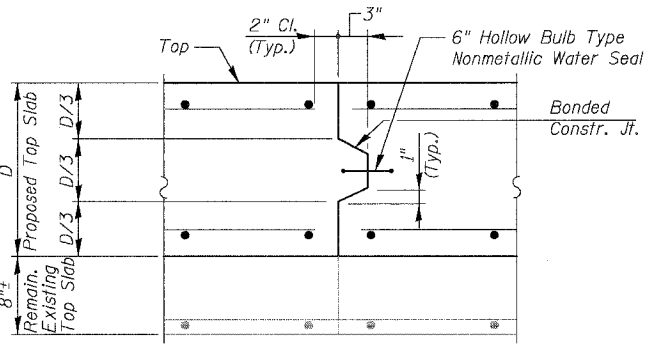 2" Cl.
(Typ.)
3"
6" Hollow Bulb Type
Nonmetallic Water Seal
Top
Bonded
Constr. Jt.
D
Proposed Top Slab
D/3
D/3
D/3
1"
(Typ.)
8"±
Remain.
Existing
Top Slab